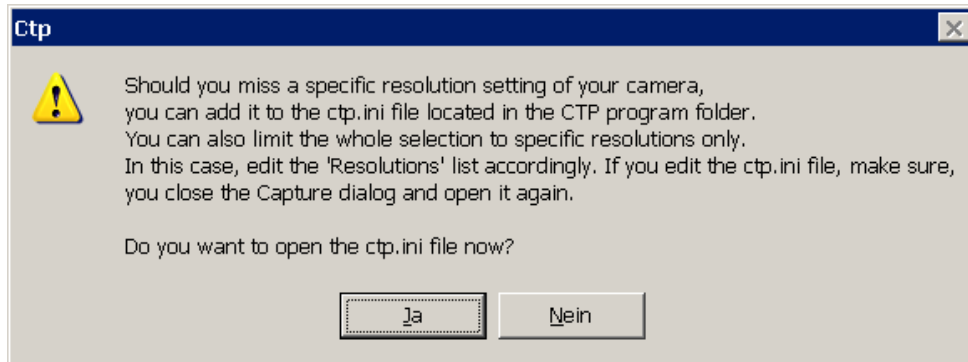 Ctp
Should you miss a specific resolution setting of your camera,
you can add it to the ctp.ini file located in the CTP program folder.
You can also limit the whole selection to specific resolutions only.
In this case, edit the 'Resolutions' list accordingly. If you edit the ctp.ini file, make sure,
you close the Capture dialog and open it again.
Do you want to open the ctp.ini file now?
Ja
Nein